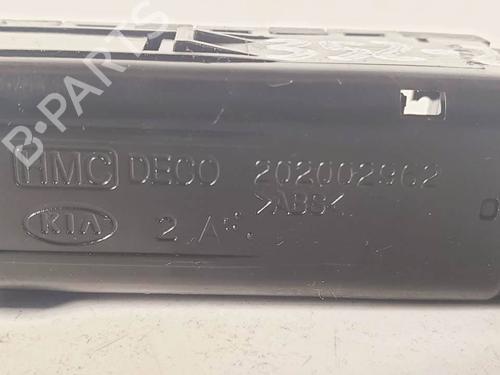 B-PARTS
HMC DECO 202002962
>ABS<
KIA 2 A